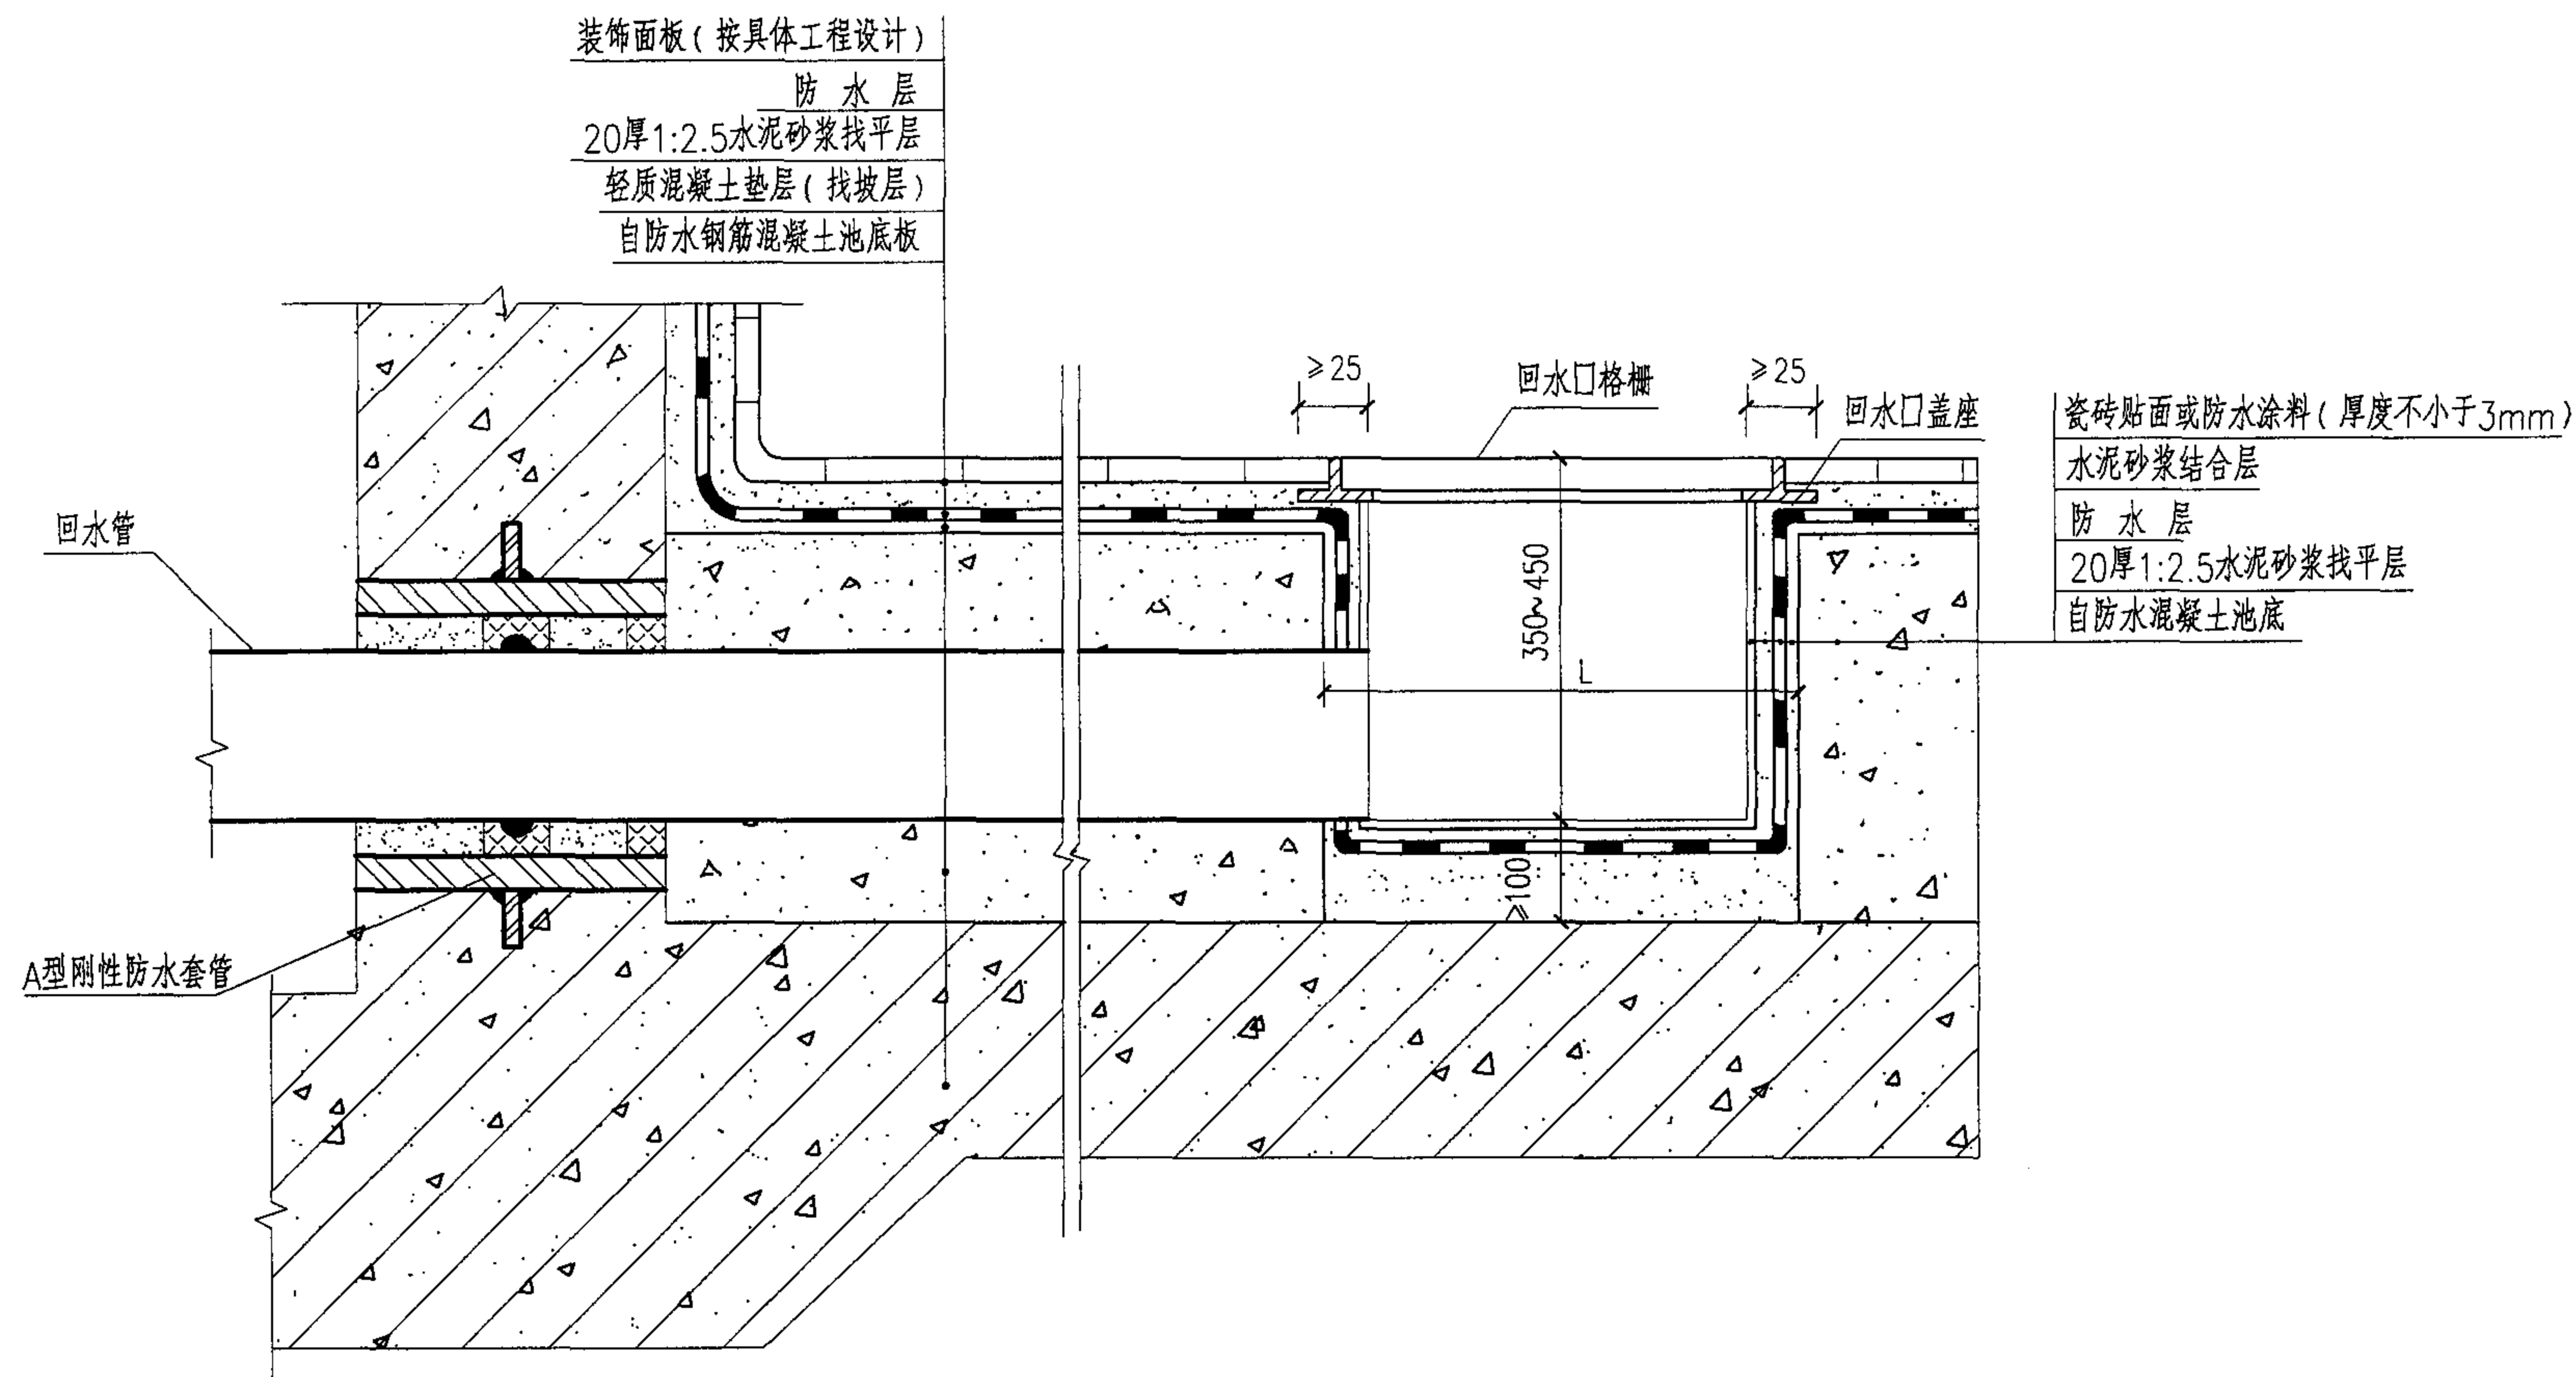 装饰面板(按具体工程设计)
防 水 层
20厚1:2.5水泥砂浆找平层
轻质混凝土垫层(找坡层)
自防水钢筋混凝土池底板
≥25
回水口格栅
≥25
回水口盖座
瓷砖贴面或防水涂料(厚度不小于3mm)
水泥砂浆结合层
防 水 层
20厚1:2.5水泥砂浆找平层
自防水混凝土池底
回水管
350~450
L
≥100
A型刚性防水套管